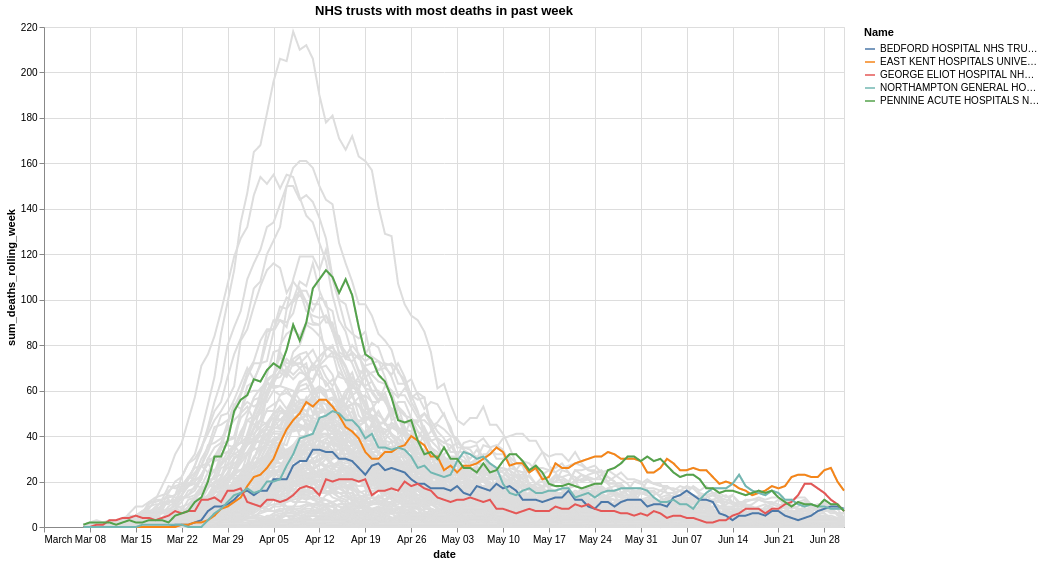 NHS trusts with most deaths in past week
Name
BEDFORD HOSPITAL NHS TRU...
EAST KENT HOSPITALS UNIVE...
GEORGE ELIOT HOSPITAL NH...
NORTHAMPTON GENERAL HO...
PENNINE ACUTE HOSPITALS N...
sum_deaths_rolling_week
220
200
180
160
140
120
100
80
60
40
20
0
March Mar 08 Mar 15 Mar 22 Mar 29 Apr 05 Apr 12 Apr 19 Apr 26 May 03 May 10 May 17 May 24 May 31 Jun 07 Jun 14 Jun 21 Jun 28
date